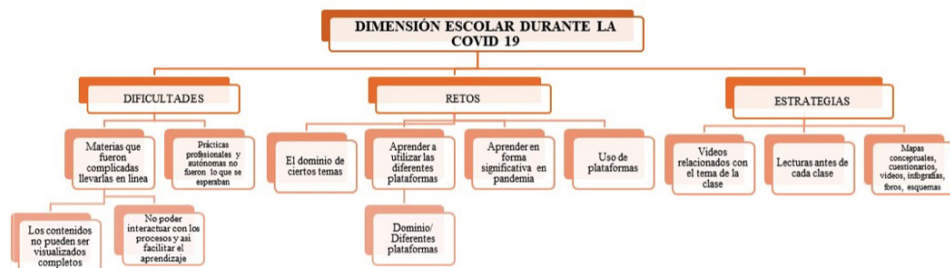 DIMENSIÓN ESCOLAR DURANTE LA
COVID 19
DIFICULTADES
RETOS
ESTRATEGIAS
Materias que
fueron
complicadas
llevarlas en línea
Prácticas
profesionales y
autónomas no
fueron lo que se
esperaban
El dominio de
ciertos temas
Aprender a
utilizar las
diferentes
plataformas
Aprender en
forma
significativa en
pandemia
Uso de
plataformas
Videos
relacionados con
el tema de la
clase
Lecturas antes
de cada clase
Mapas
conceptuales,
cuestionarios,
videos, infografías,
foros, esquemas
Los contenidos
no pueden ser
visualizados
completos
No poder
interactuar con los
procesos y asi
facilitar el
aprendizaje
Dominio/
Diferentes
plataformas